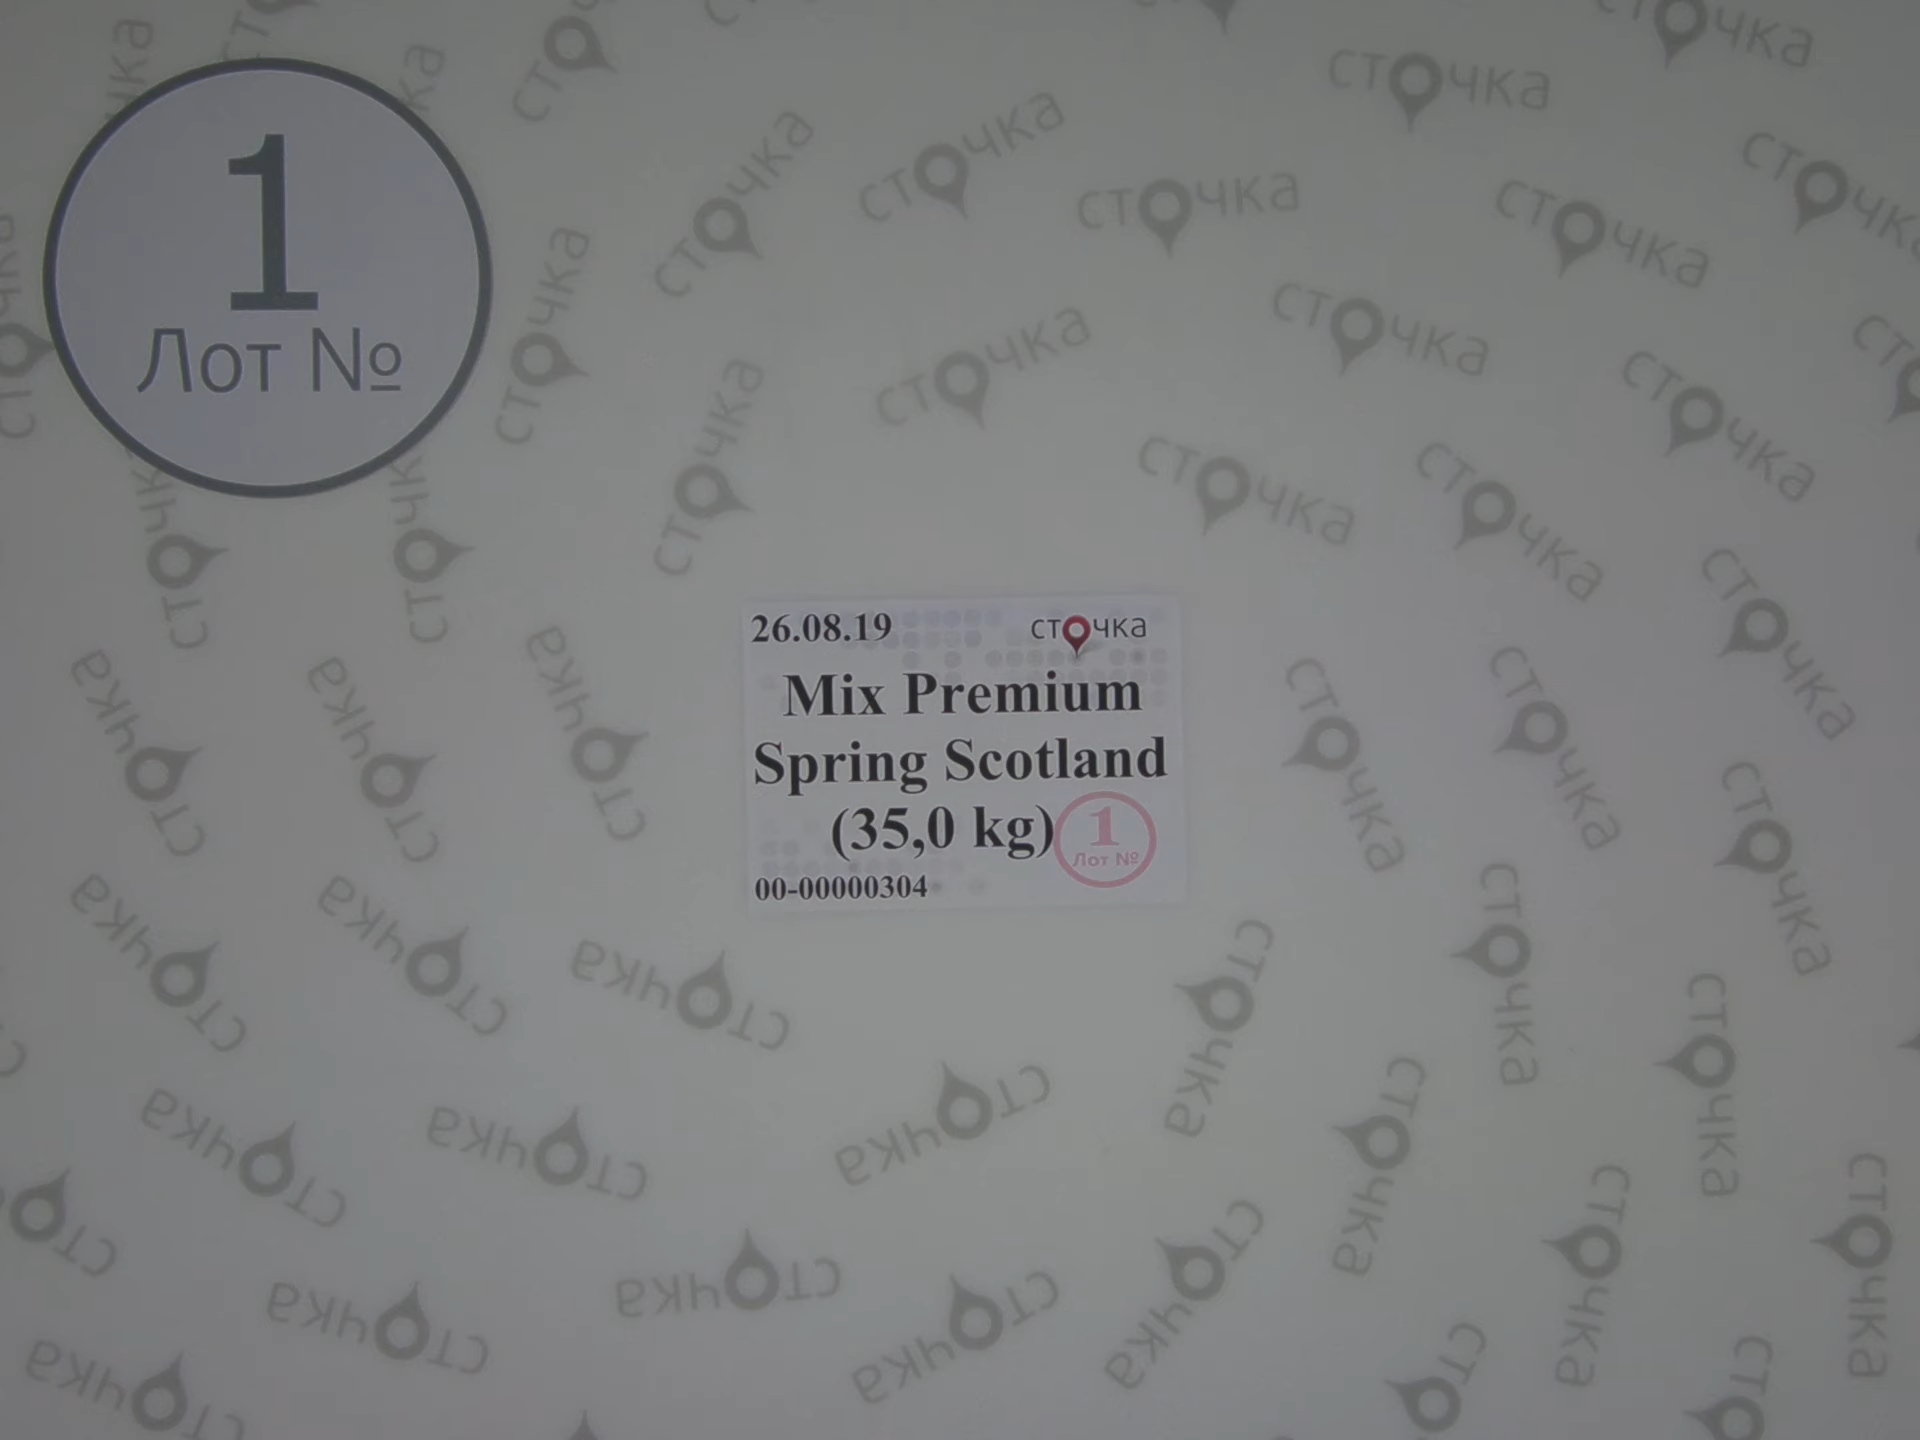 1
Лот №
26.08.19
сточка
Mix Premium
Spring Scotland
(35,0 kg)
1
Лот №
00-00000304